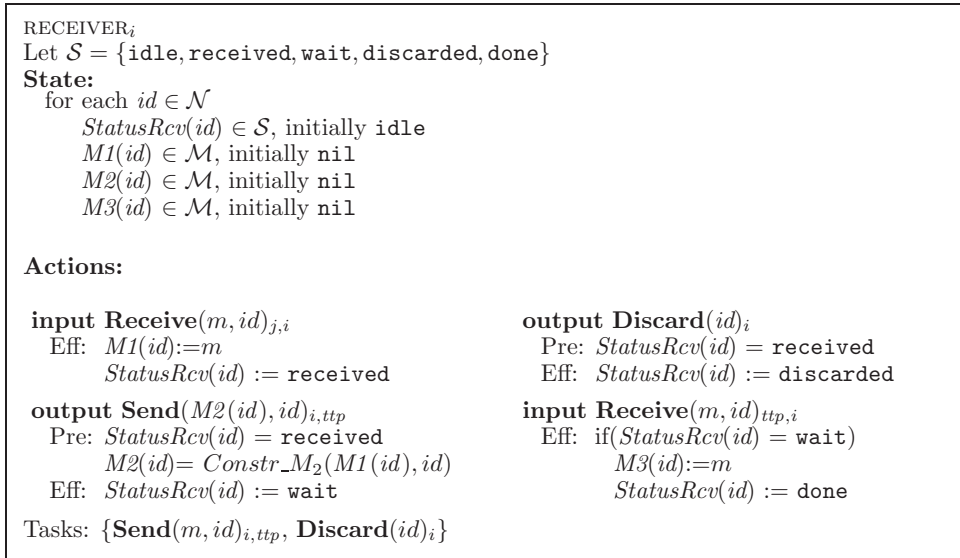 RECEIVERᵢ
Let 𝒮 = {idle, received, wait, discarded, done}
State:
for each id ∈ 𝒩
StatusRcv(id) ∈ 𝒮, initially idle
M1(id) ∈ ℳ, initially nil
M2(id) ∈ ℳ, initially nil
M3(id) ∈ ℳ, initially nil
Actions:
input Receive(m, id)_{j,i}
Eff: M1(id):=m
StatusRcv(id) := received
output Send(M2(id), id)_{i,ttp}
Pre: StatusRcv(id) = received
M2(id)= Constr_M₂(M1(id), id)
Eff: StatusRcv(id) := wait
output Discard(id)ᵢ
Pre: StatusRcv(id) = received
Eff: StatusRcv(id) := discarded
input Receive(m, id)_{ttp,i}
Eff: if(StatusRcv(id) = wait)
M3(id):=m
StatusRcv(id) := done
Tasks: {Send(m, id)_{i,ttp}, Discard(id)ᵢ}